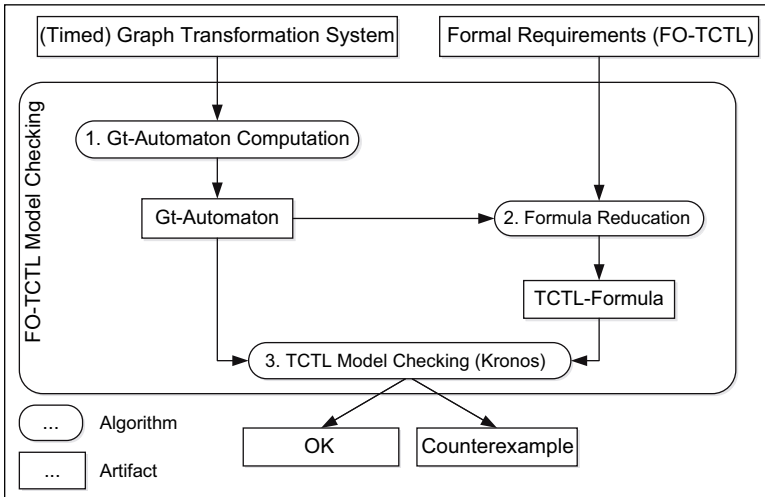 (Timed) Graph Transformation System
Formal Requirements (FO-TCTL)
FO-TCTL Model Checking
1. Gt-Automaton Computation
Gt-Automaton
2. Formula Reducation
TCTL-Formula
3. TCTL Model Checking (Kronos)
... Algorithm
OK
Counterexample
... Artifact